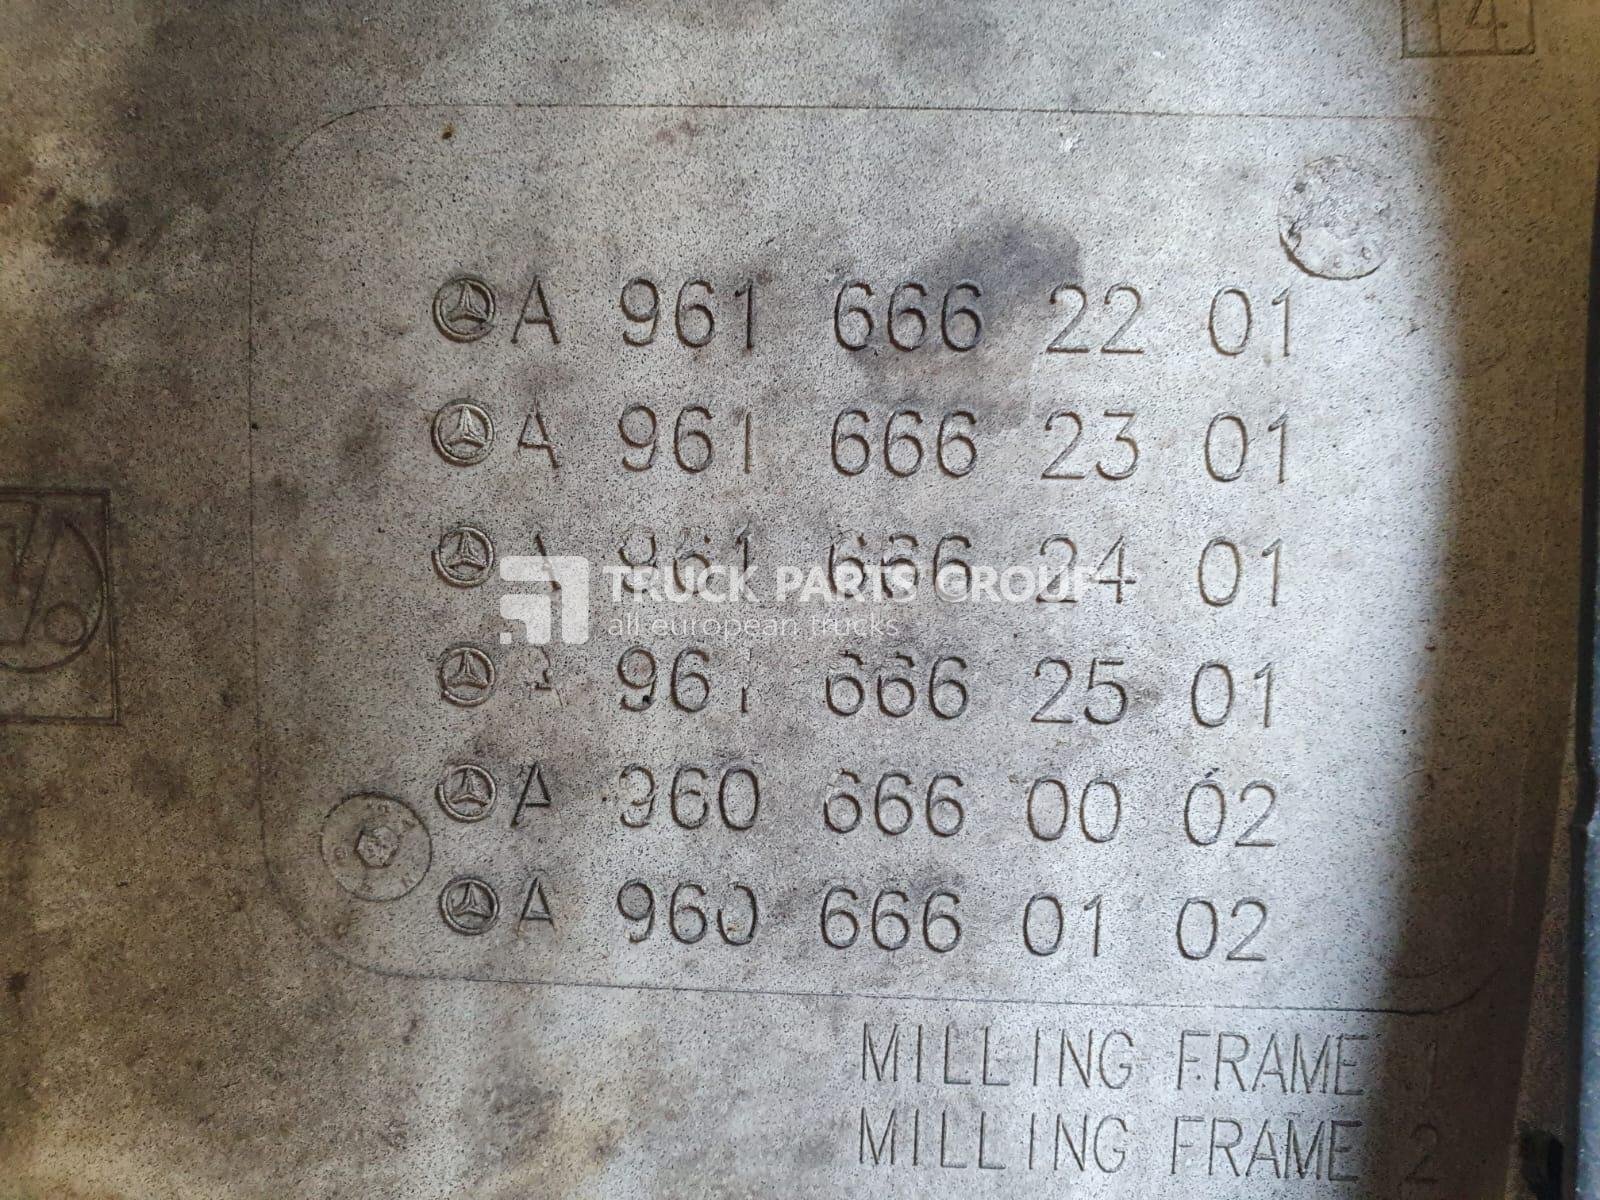 14
A 961 666 22 01
A 961 666 23 01
A 961 666 24 01
TRUCK PARTS GROUP
all european trucks
A 961 666 25 01
A 960 666 00 02
A 960 666 01 02
MILLING FRAME 1
MILLING FRAME 2